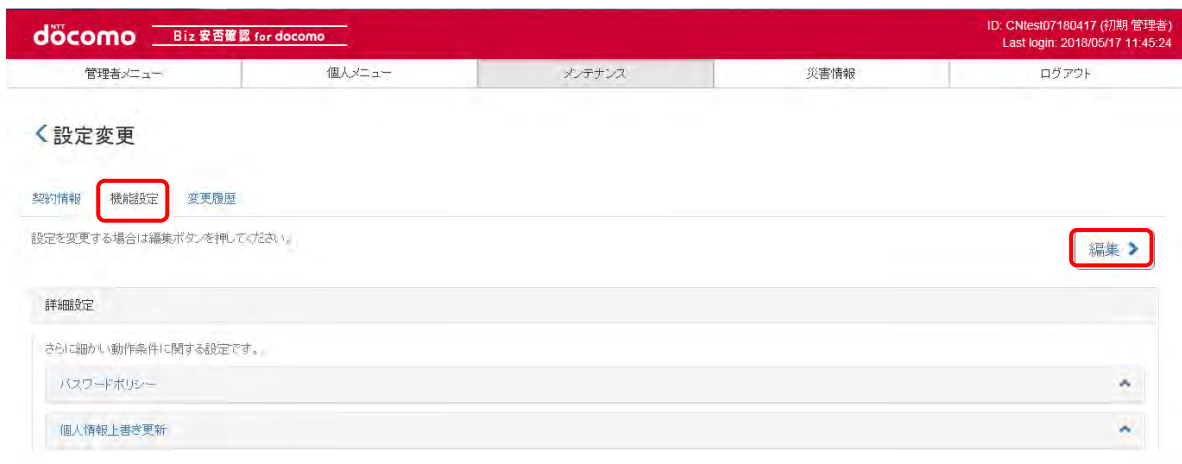 NTT
döcomo Biz 安否確認 for docomo
ID: CNtest07180417 (初期 管理者)
Last login: 2018/05/17 11:45:24
管理者メニュー 個人メニュー メンテナンス 災害情報 ログアウト
設定変更
契約情報 機能設定 変更履歴
設定を変更する場合は編集ボタンを押してください。
編集
詳細設定
さらに細かい動作条件に関する設定です。
パスワードポリシー
個人情報上書き更新